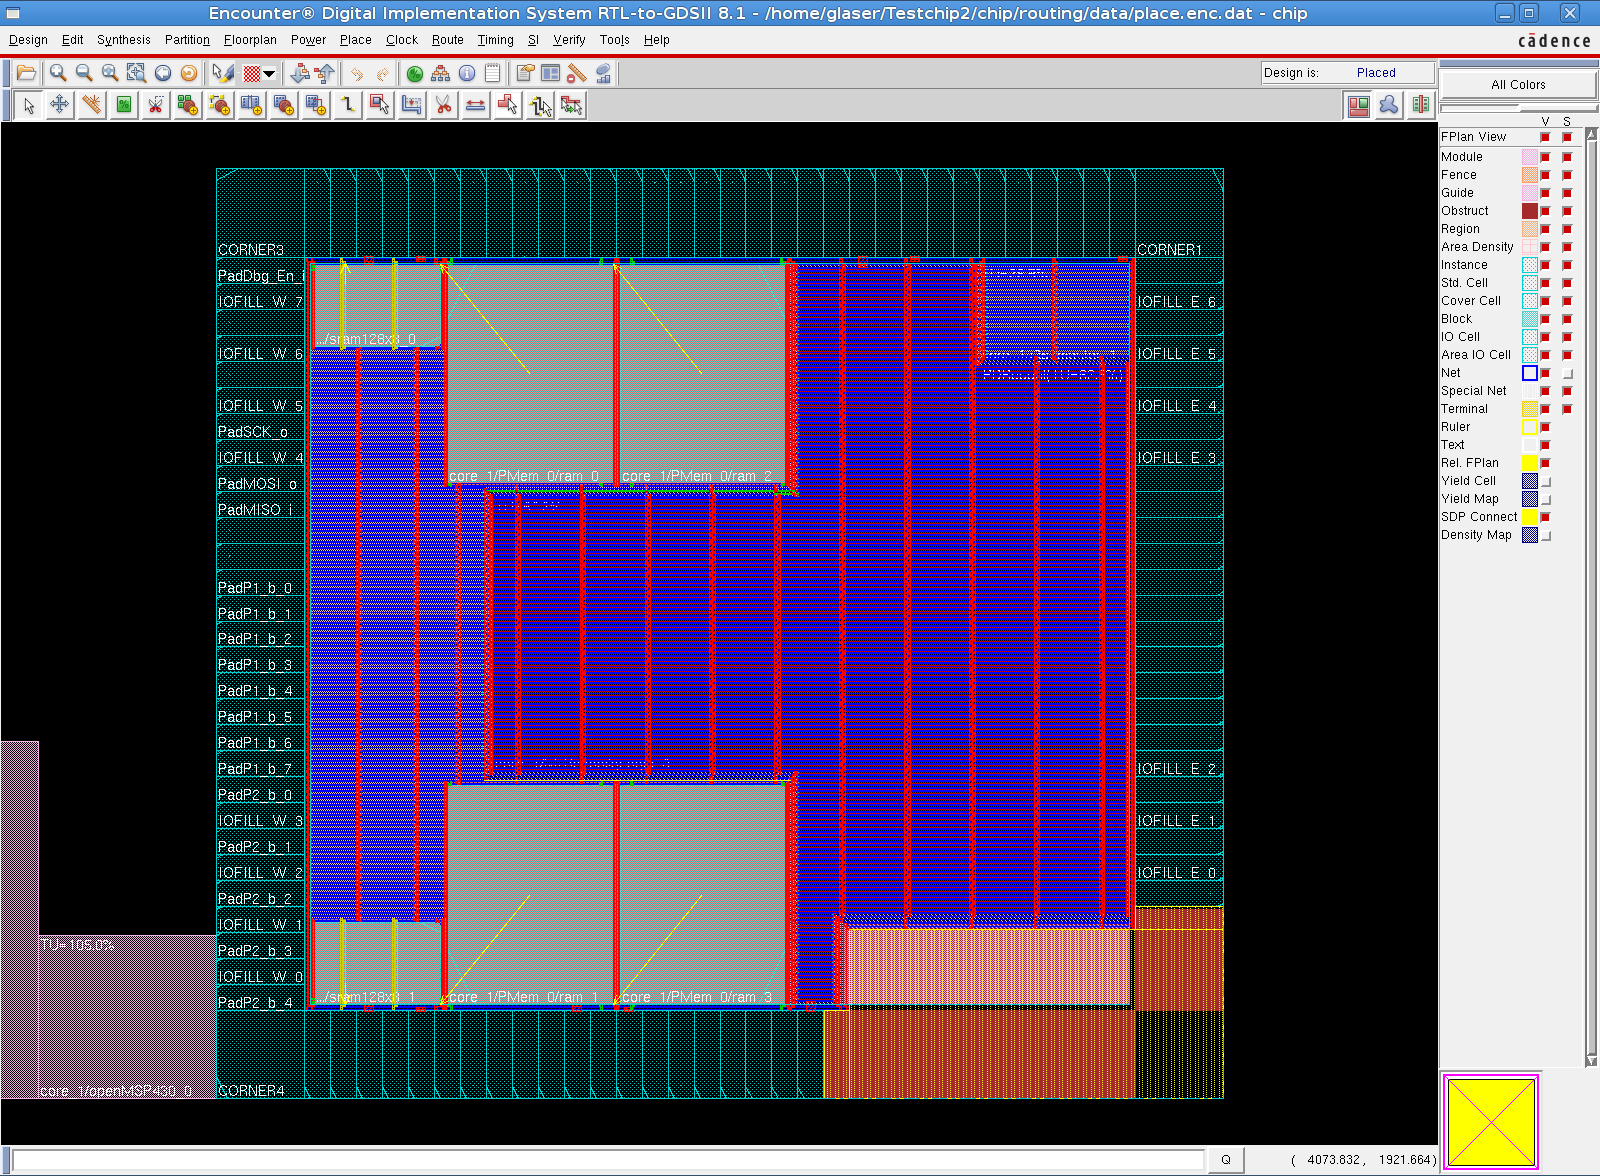 Encounter® Digital Implementation System RTL-to-GDSII 8.1 - /home/glaser/Testchip2/chip/routing/data/place.enc.dat - chip
Design Edit Synthesis Partition Floorplan Power Place Clock Route Timing SI Verify Tools Help
cādence
Design is: Placed
All Colors
V S
FPlan View
Module
Fence
Guide
Obstruct
Region
Area Density
Instance
Std. Cell
Cover Cell
Block
IO Cell
Area IO Cell
Net
Special Net
Terminal
Ruler
Text
Rel. FPlan
Yield Cell
Yield Map
SDP Connect
Density Map
CORNER3
CORNER1
PadDbg_En_i
IOFILL_W_7
IOFILL_E_6
../sram128x8_0
IOFILL_W_6
IOFILL_E_5
IOFILL_W_5
IOFILL_E_4
PadSCK_o
IOFILL_W_4
IOFILL_E_3
core_1/PMem_0/ram_0
core_1/PMem_0/ram_2
PadMOSI_o
PadMISO_i
PadP1_b_0
PadP1_b_1
PadP1_b_2
PadP1_b_3
PadP1_b_4
PadP1_b_5
PadP1_b_6
PadP1_b_7
IOFILL_E_2
PadP2_b_0
IOFILL_W_3
IOFILL_E_1
PadP2_b_1
IOFILL_W_2
IOFILL_E_0
PadP2_b_2
IOFILL_W_1
TU=105.0%
PadP2_b_3
IOFILL_W_0
PadP2_b_4
../sram128x8_1
core_1/PMem_0/ram_1
core_1/PMem_0/ram_3
core_1/openMSP430_0
CORNER4
Q
( 4073.832, 1921.664)